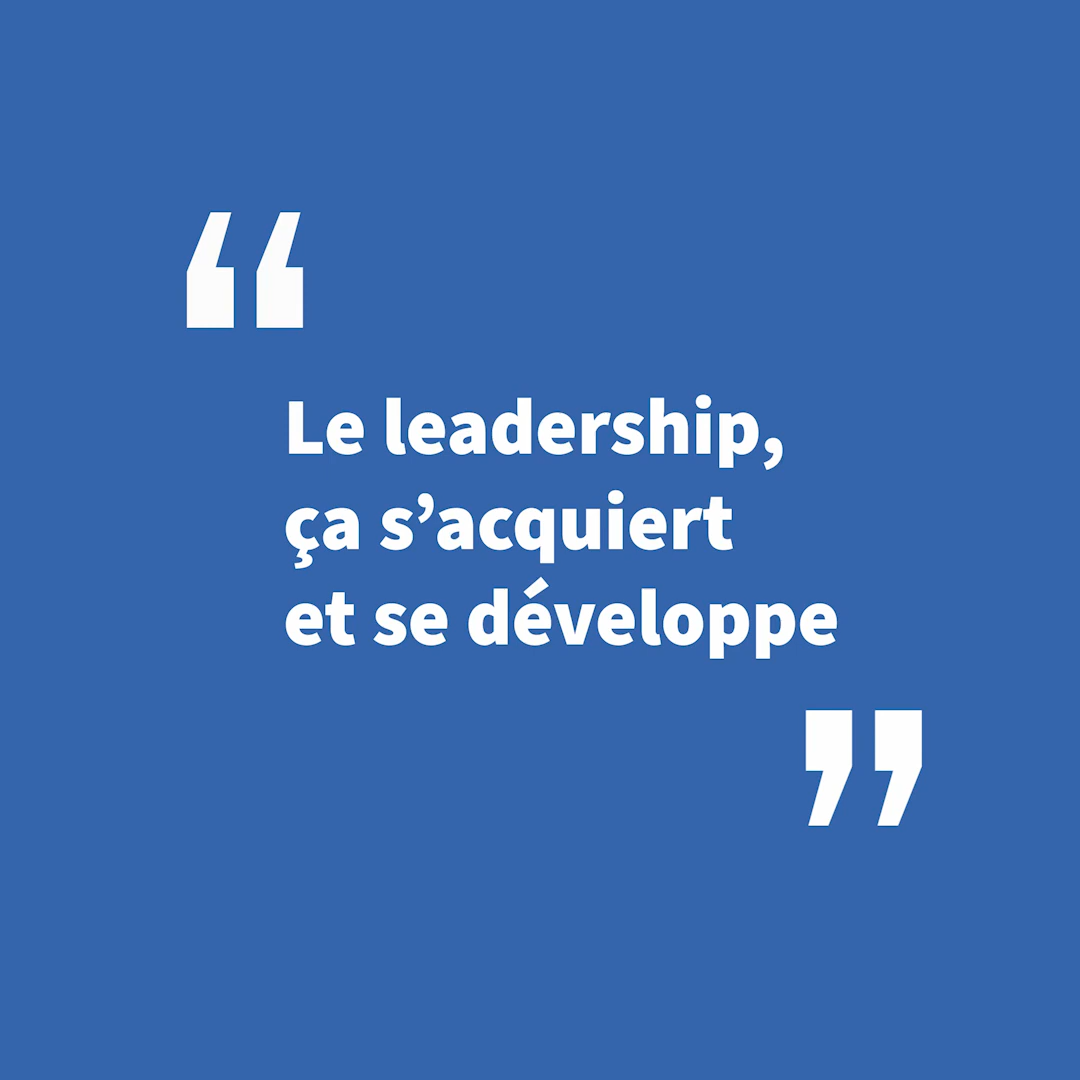 “
Le leadership,
ça s’acquiert
et se développe
”